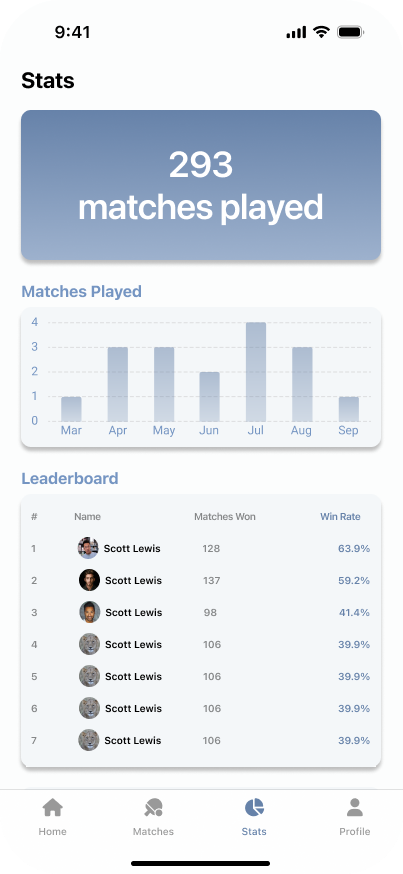 9:41
Stats
293
matches played
Matches Played
4
3
2
1
0
Mar Apr May Jun Jul Aug Sep
Leaderboard
# Name Matches Won Win Rate
1 Scott Lewis 128 63.9%
2 Scott Lewis 137 59.2%
3 Scott Lewis 98 41.4%
4 Scott Lewis 106 39.9%
5 Scott Lewis 106 39.9%
6 Scott Lewis 106 39.9%
7 Scott Lewis 106 39.9%
Home Matches Stats Profile